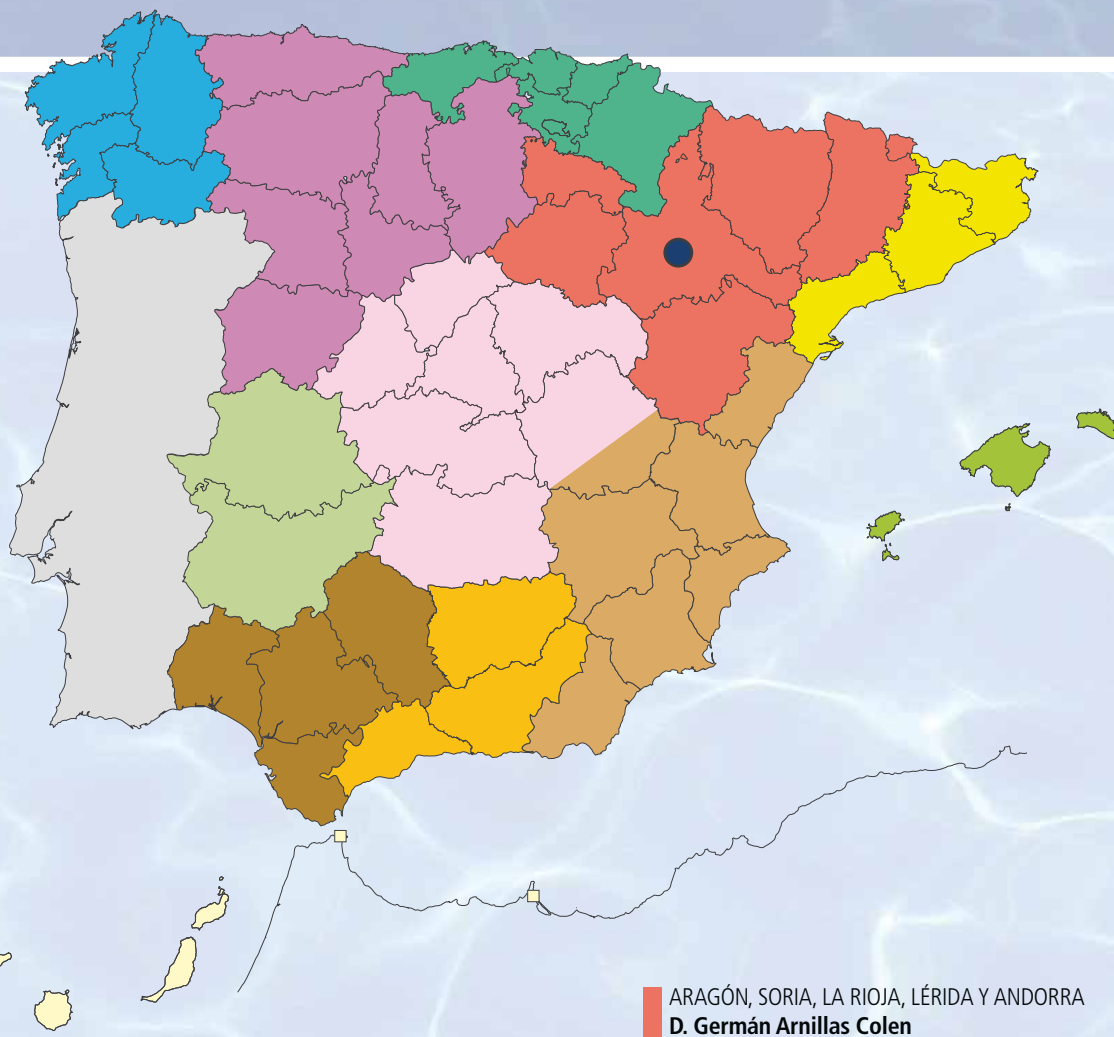 ARAGÓN, SORIA, LA RIOJA, LÉRIDA Y ANDORRA
D. Germán Arnillas Colen